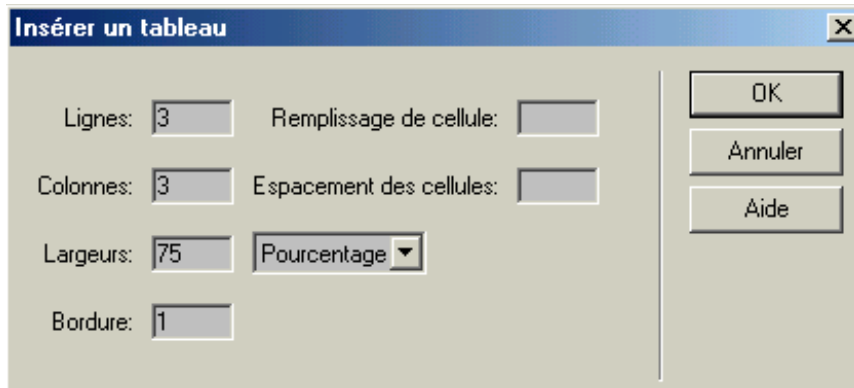 Insérer un tableau
Lignes: 3 Remplissage de cellule:
Colonnes: 3 Espacement des cellules:
Largeurs: 75 Pourcentage
Bordure: 1
OK
Annuler
Aide